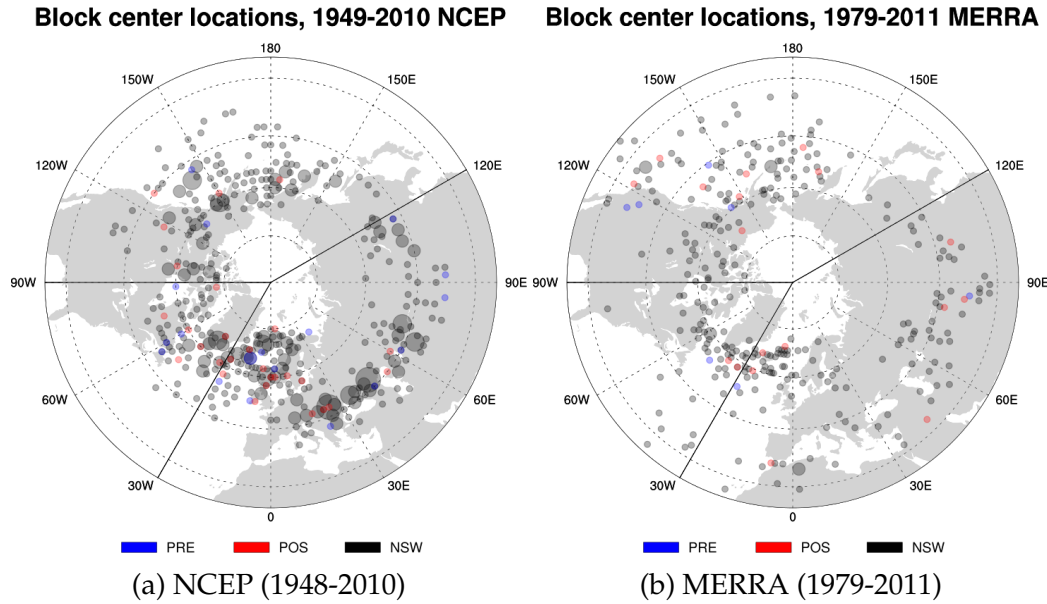 Block center locations, 1949-2010 NCEP
180
150W
150E
120W
120E
90W
90E
60W
60E
30W
30E
0
PRE
POS
NSW
(a) NCEP (1948-2010)
Block center locations, 1979-2011 MERRA
180
150W
150E
120W
120E
90W
90E
60W
60E
30W
30E
0
PRE
POS
NSW
(b) MERRA (1979-2011)